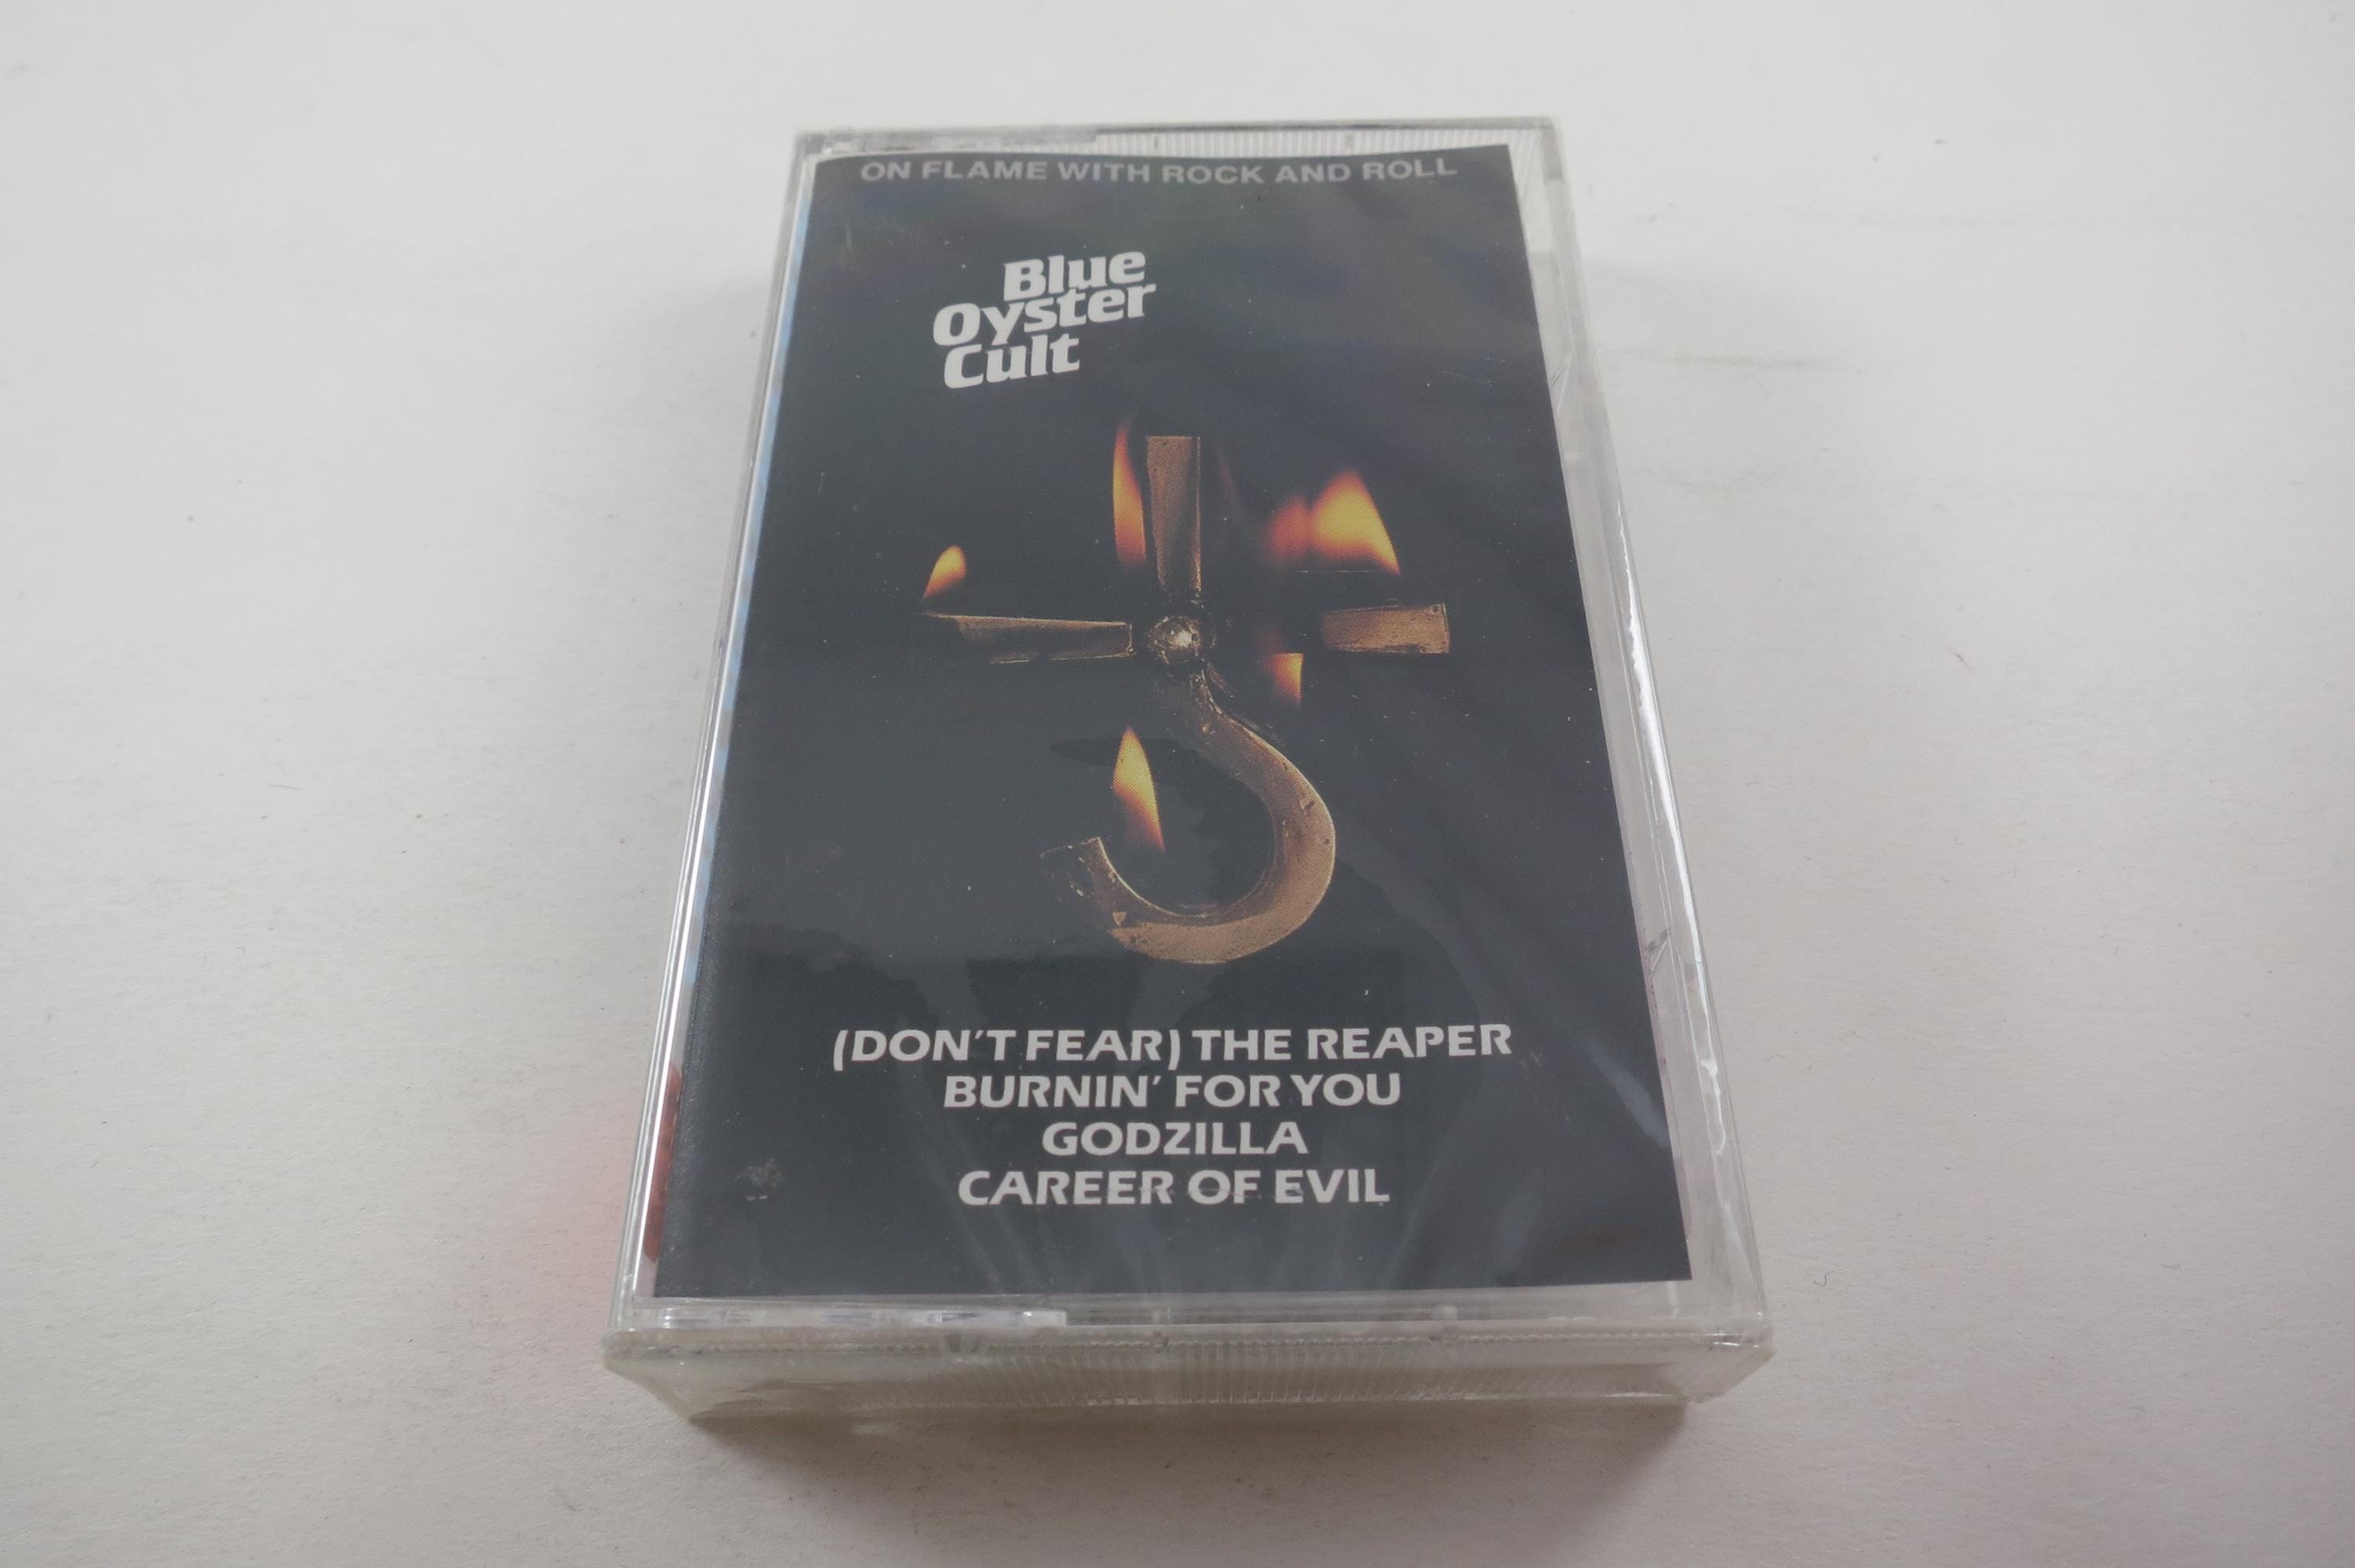 ON FLAME WITH ROCK AND ROLL
Blue
Oyster
Cult
(DON'T FEAR) THE REAPER
BURNIN' FOR YOU
GODZILLA
CAREER OF EVIL